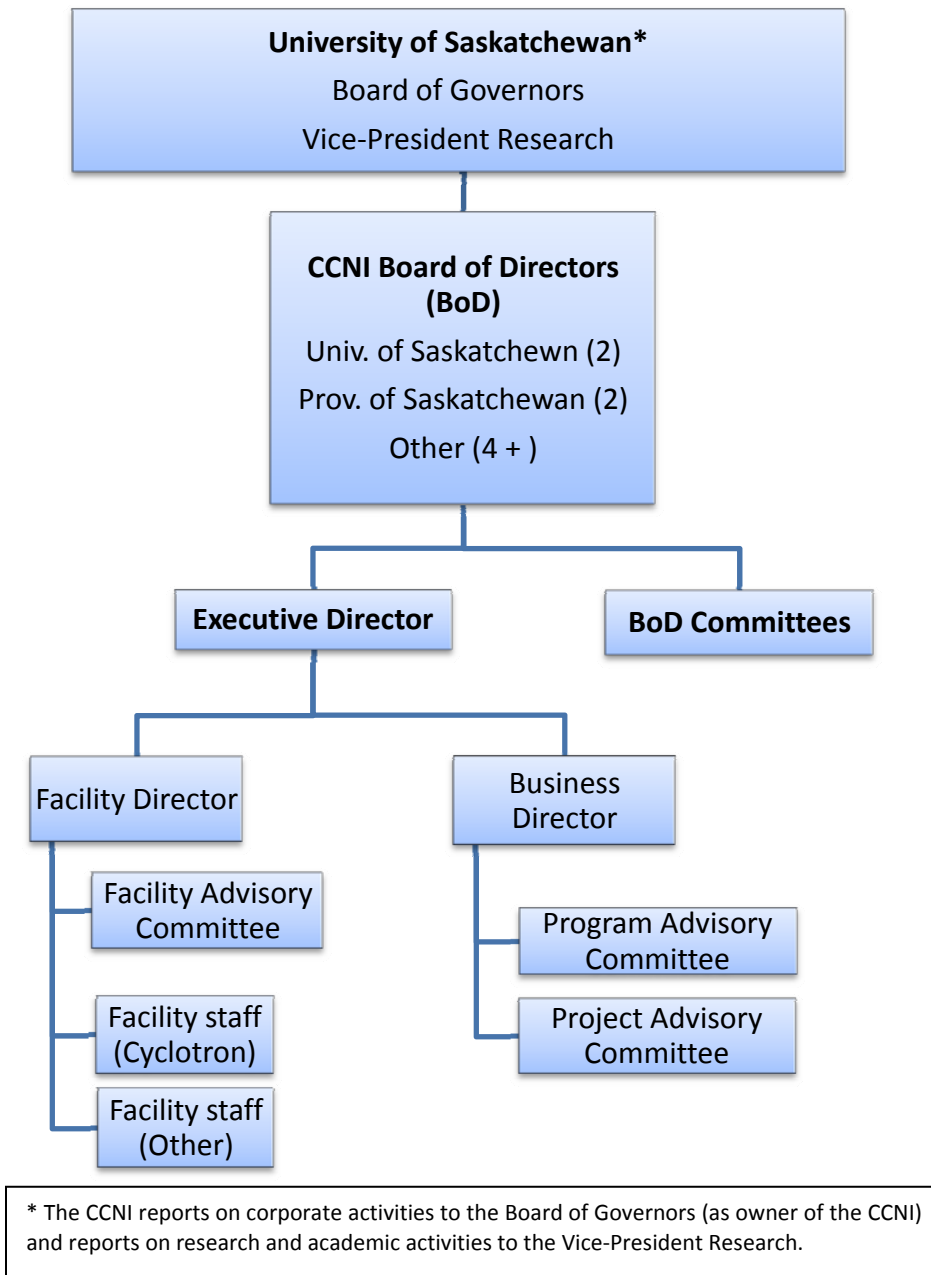 University of Saskatchewan*
Board of Governors
Vice-President Research
CCNI Board of Directors
(BoD)
Univ. of Saskatchewn (2)
Prov. of Saskatchewan (2)
Other (4 + )
Executive Director
BoD Committees
Facility Director
Business
Director
Facility Advisory
Committee
Program Advisory
Committee
Facility staff
(Cyclotron)
Project Advisory
Committee
Facility staff
(Other)
* The CCNI reports on corporate activities to the Board of Governors (as owner of the CCNI)
and reports on research and academic activities to the Vice-President Research.